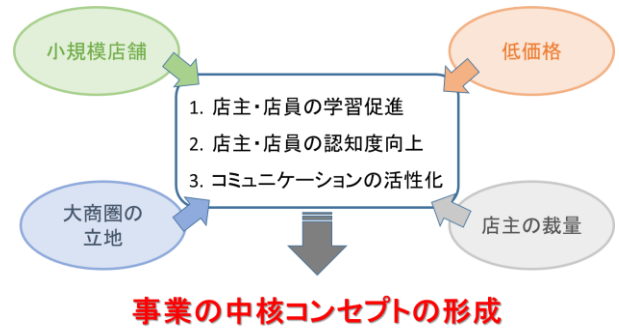 小規模店舗
低価格
1. 店主・店員の学習促進
2. 店主・店員の認知度向上
3. コミュニケーションの活性化
大商圏の
立地
店主の裁量
事業の中核コンセプトの形成